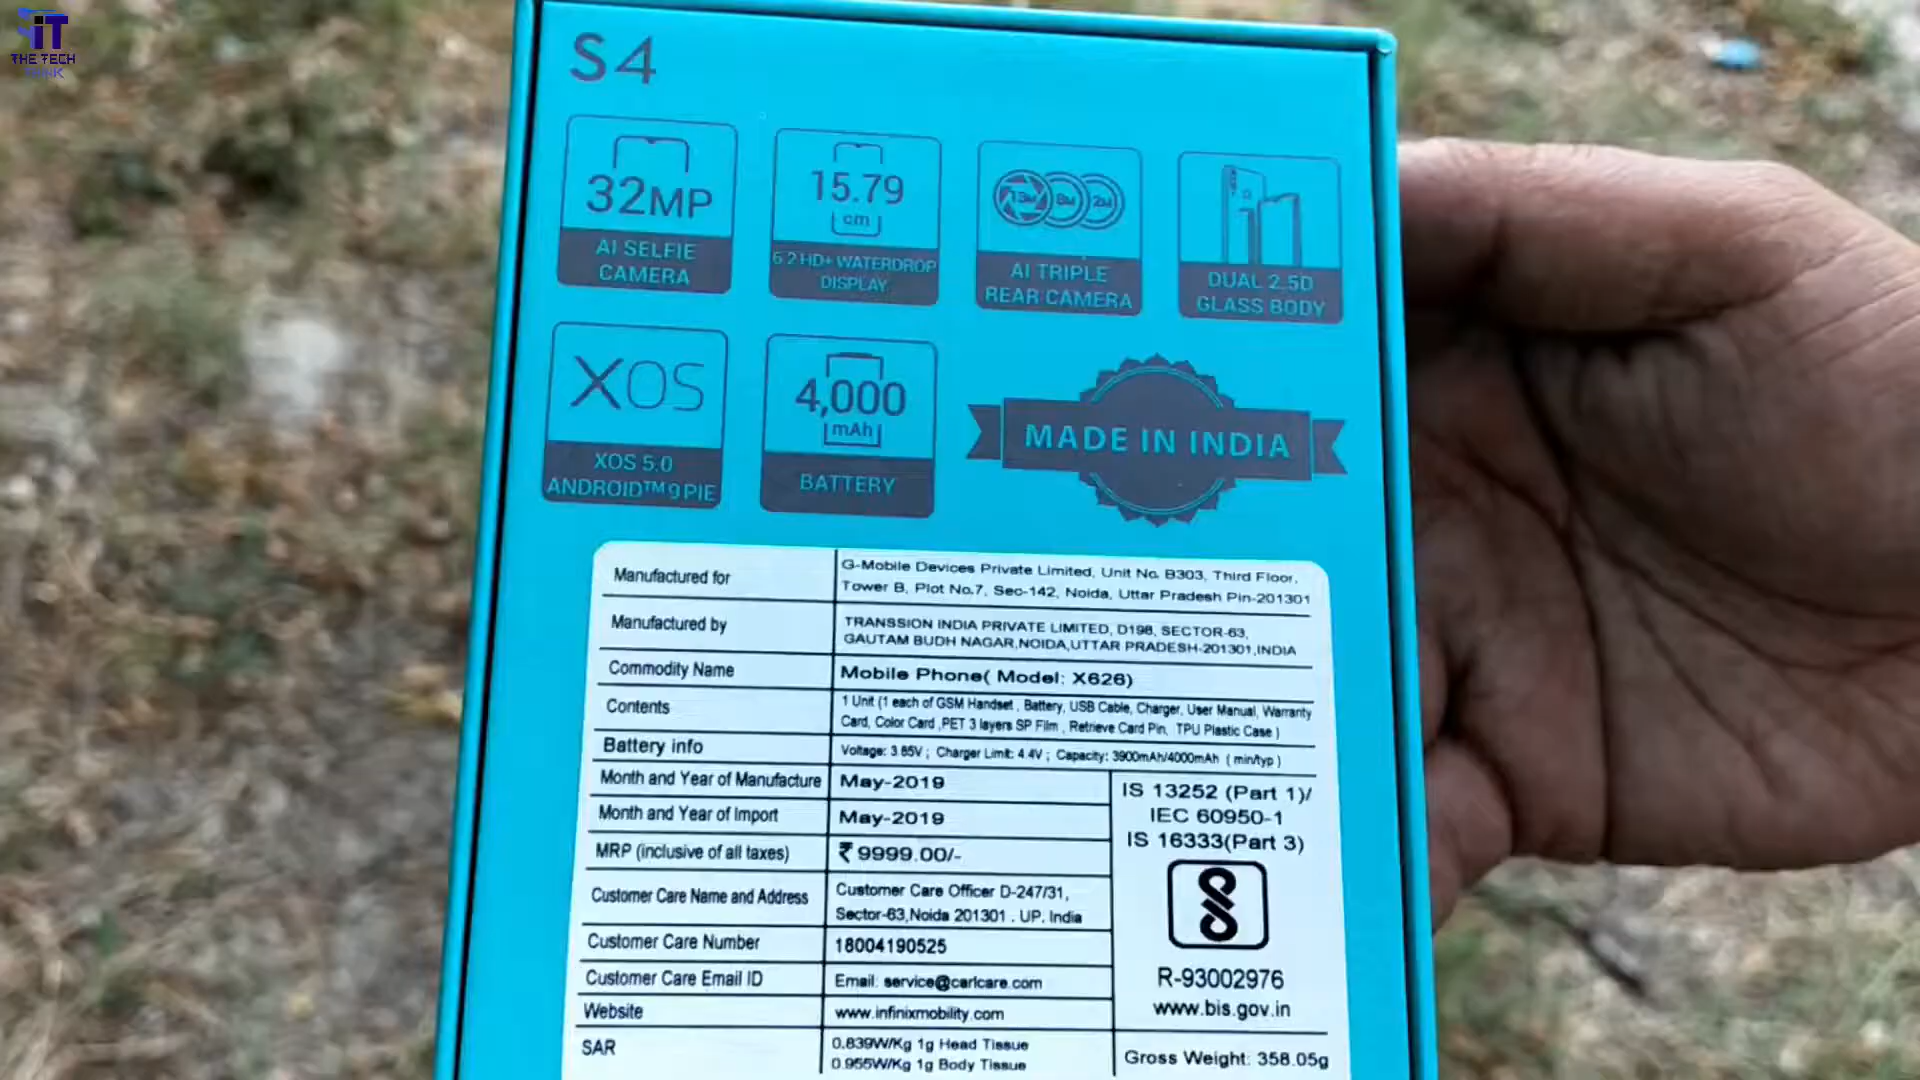 iT
THE TECH
S4
32MP
AI SELFIE
CAMERA
15.79
cm
6.2 HD+ WATERDROP
DISPLAY
13M 8M 2M
AI TRIPLE
REAR CAMERA
DUAL 2.5D
GLASS BODY
XOS
XOS 5.0
ANDROID™ 9 PIE
4,000
mAh
BATTERY
MADE IN INDIA
Manufactured for
G-Mobile Devices Private Limited, Unit No. B303, Third Floor,
Tower B, Plot No.7, Sec-142, Noida, Uttar Pradesh Pin-201301
Manufactured by
TRANSSION INDIA PRIVATE LIMITED, D198, SECTOR-63,
GAUTAM BUDH NAGAR,NOIDA,UTTAR PRADESH-201301,INDIA
Commodity Name
Mobile Phone( Model: X626)
Contents
1 Unit (1 each of GSM Handset , Battery, USB Cable, Charger, User Manual, Warranty
Card, Color Card ,PET 3 layers SP Film , Retrieve Card Pin, TPU Plastic Case )
Battery info
Voltage: 3.85V ; Charger Limit: 4.4V ; Capacity: 3900mAh/4000mAh ( min/typ )
Month and Year of Manufacture
May-2019
Month and Year of Import
May-2019
MRP (inclusive of all taxes)
₹ 9999.00/-
Customer Care Name and Address
Customer Care Officer D-247/31,
Sector-63,Noida 201301 . UP. India
Customer Care Number
18004190525
Customer Care Email ID
Email: service@carlcare.com
Website
www.infinixmobility.com
SAR
0.839W/Kg 1g Head Tissue
0.955W/Kg 1g Body Tissue
IS 13252 (Part 1)/
IEC 60950-1
IS 16333(Part 3)
R-93002976
www.bis.gov.in
Gross Weight: 358.05g